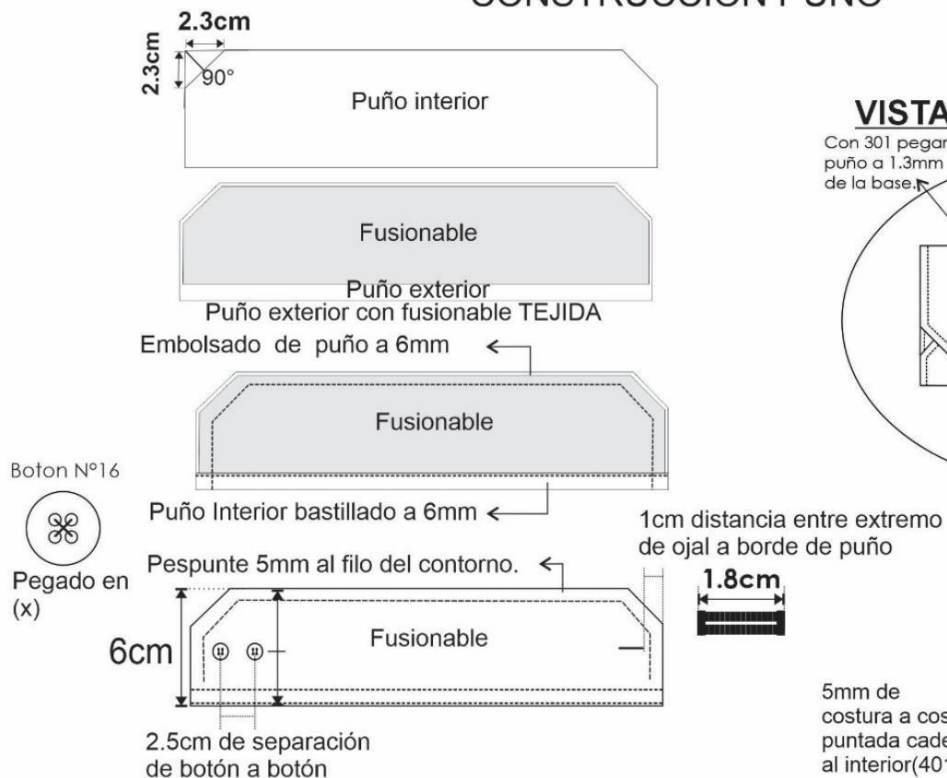 CONSTRUCCION PUÑO
2.3cm
2.3cm
90°
Puño interior
VISTA
Con 301 pegar
puño a 1.3mm
de la base.
Fusionable
Puño exterior
Puño exterior con fusionable TEJIDA
Embolsado de puño a 6mm
Fusionable
Boton Nº16
Puño Interior bastillado a 6mm
1cm distancia entre extremo
de ojal a borde de puño
Pegado en
(x)
Pespunte 5mm al filo del contorno.
1.8cm
6cm
Fusionable
2.5cm de separación
de botón a botón
5mm de
costura a cos
puntada cade
al interior(401